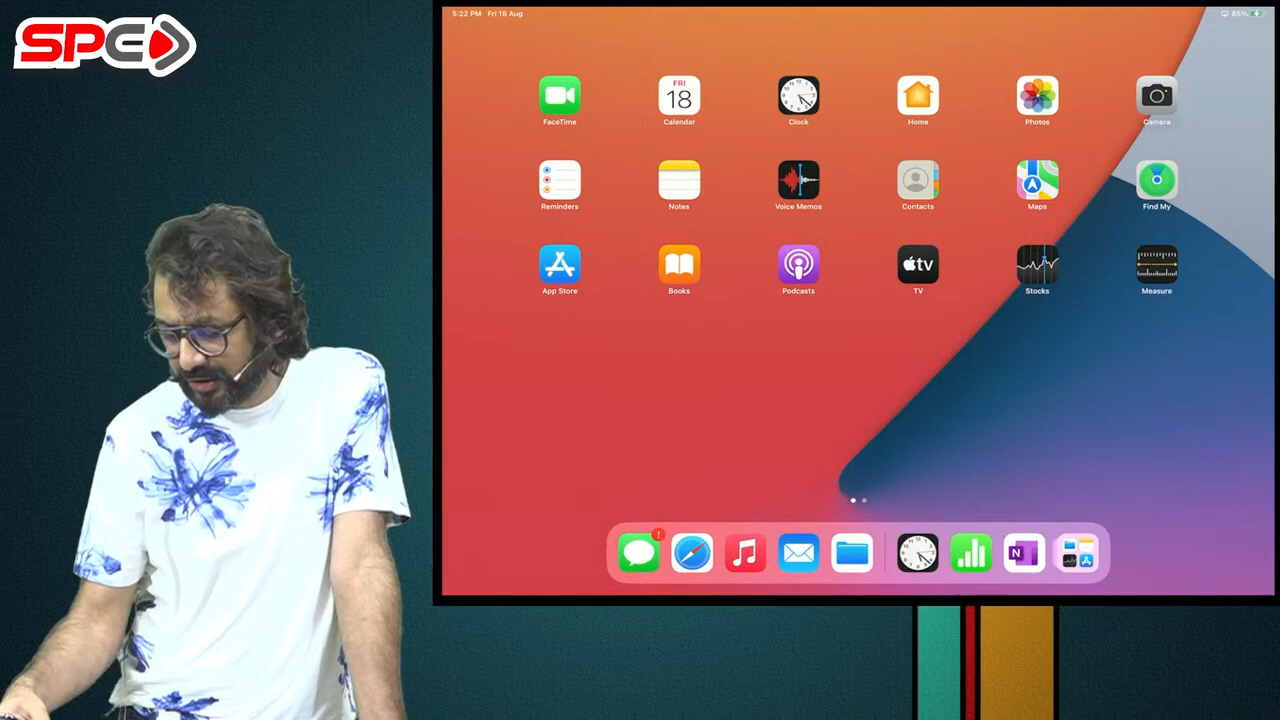 SPE
5:22 PM Fri 18 Aug
85%
FRI
18
FaceTime
Calendar
Clock
Home
Photos
Camera
Reminders
Notes
Voice Memos
Contacts
Maps
Find My
tv
App Store
Books
Podcasts
TV
Stocks
Measure
!
N